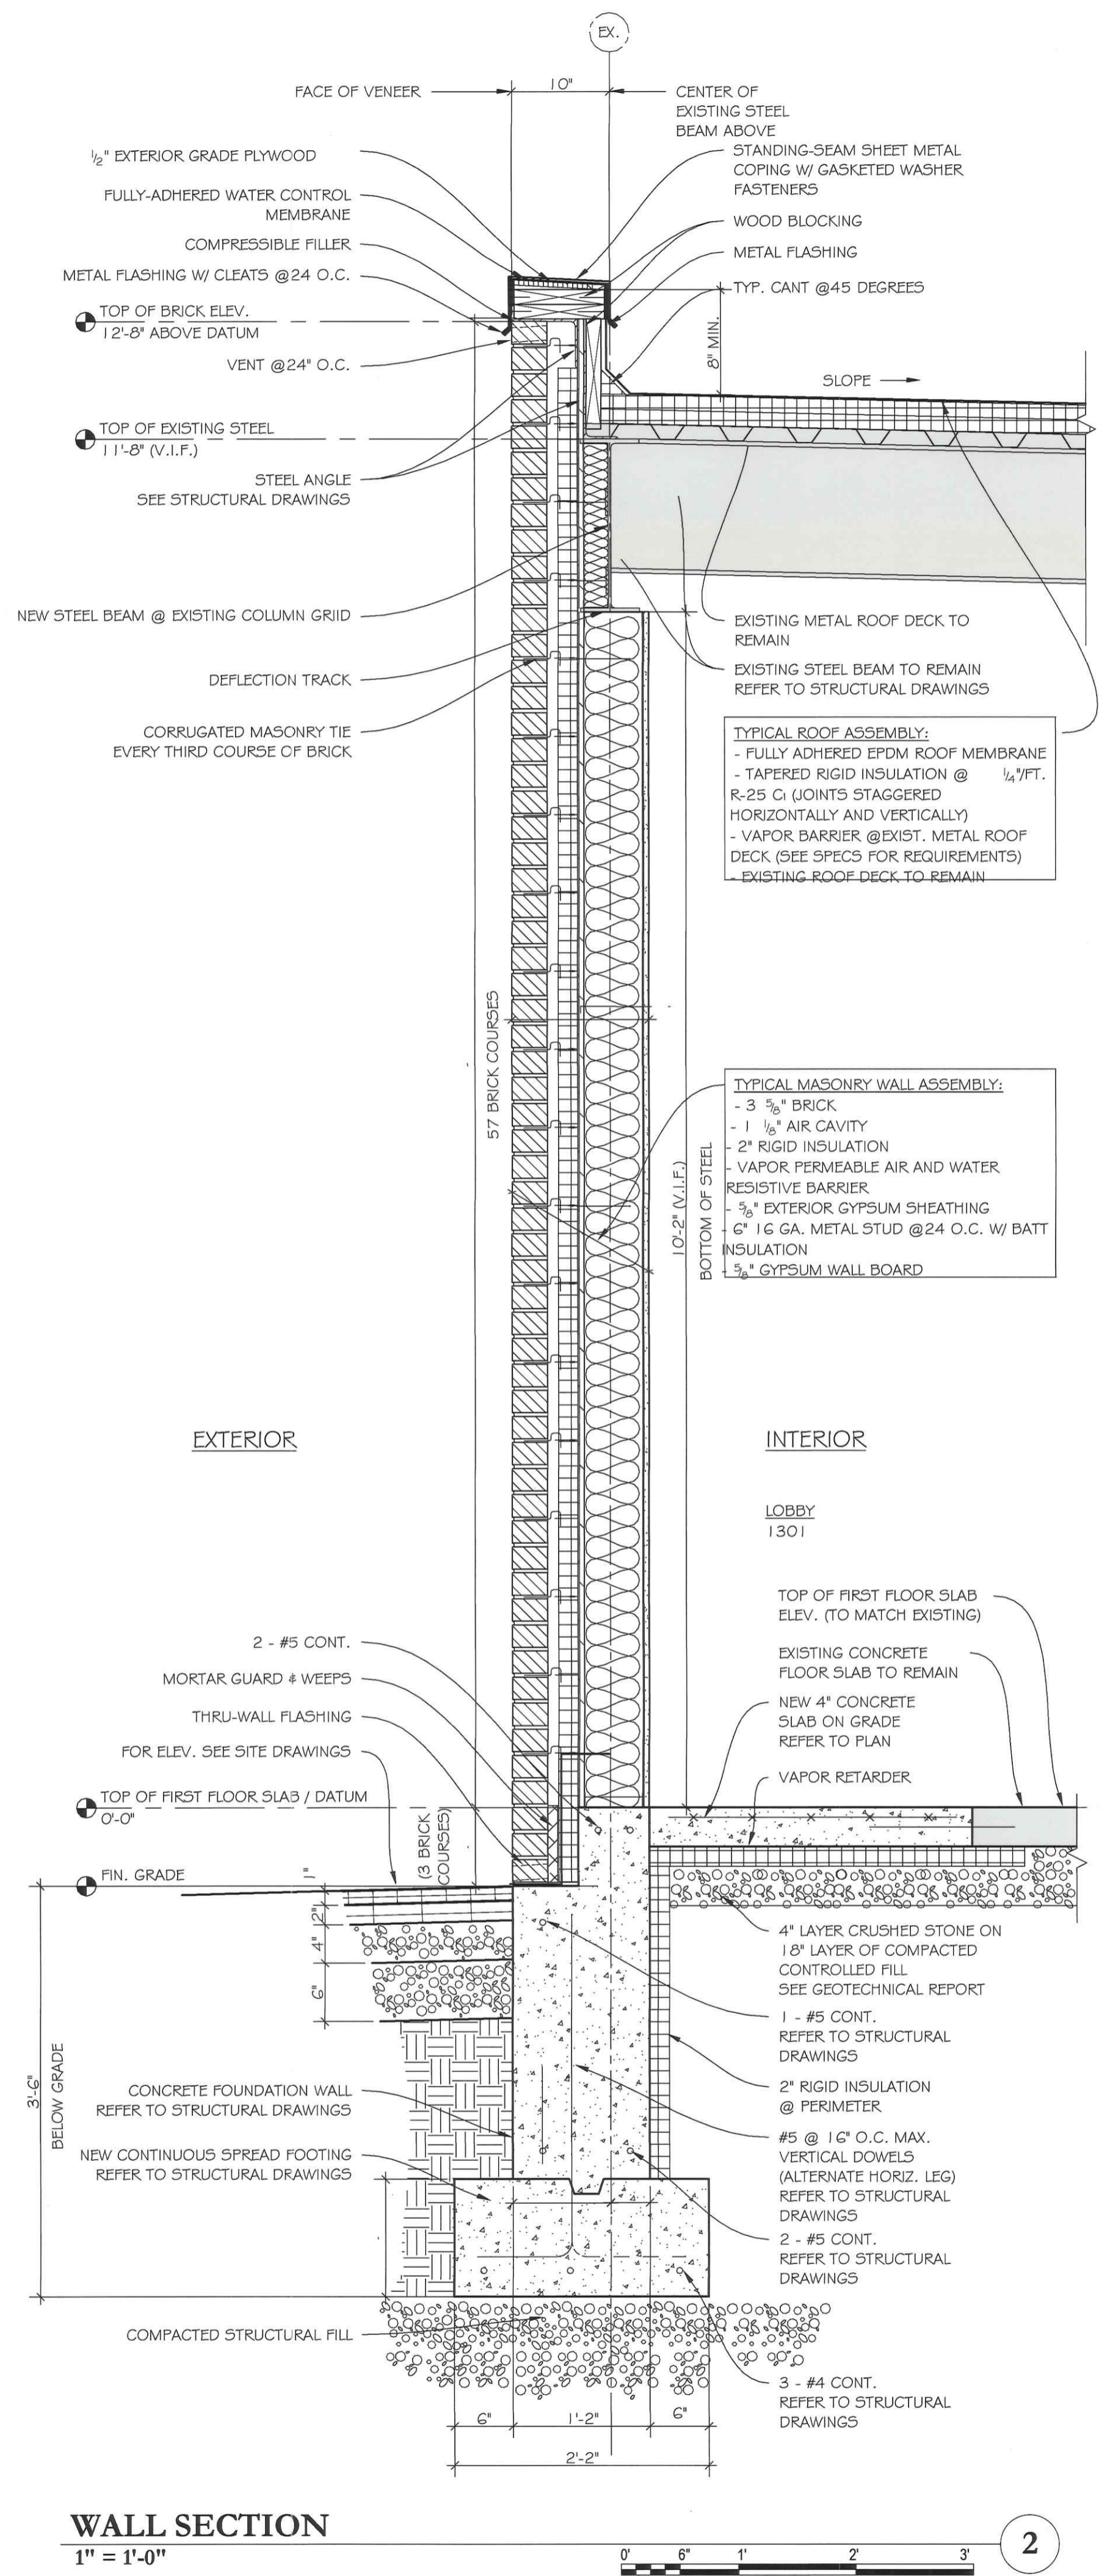 EX.
FACE OF VENEER
10"
CENTER OF
EXISTING STEEL
BEAM ABOVE
1/2" EXTERIOR GRADE PLYWOOD
STANDING-SEAM SHEET METAL
COPING W/ GASKETED WASHER
FASTENERS
FULLY-ADHERED WATER CONTROL
MEMBRANE
WOOD BLOCKING
COMPRESSIBLE FILLER
METAL FLASHING
METAL FLASHING W/ CLEATS @24 O.C.
TYP. CANT @45 DEGREES
TOP OF BRICK ELEV.
12'-8" ABOVE DATUM
8" MIN.
VENT @24" O.C.
SLOPE
TOP OF EXISTING STEEL
11'-8" (V.I.F.)
STEEL ANGLE
SEE STRUCTURAL DRAWINGS
NEW STEEL BEAM @ EXISTING COLUMN GRIID
EXISTING METAL ROOF DECK TO
REMAIN
DEFLECTION TRACK
EXISTING STEEL BEAM TO REMAIN
REFER TO STRUCTURAL DRAWINGS
CORRUGATED MASONRY TIE
EVERY THIRD COURSE OF BRICK
TYPICAL ROOF ASSEMBLY:
- FULLY ADHERED EPDM ROOF MEMBRANE
- TAPERED RIGID INSULATION @ 1/4"/FT.
R-25 Ci (JOINTS STAGGERED
HORIZONTALLY AND VERTICALLY)
- VAPOR BARRIER @EXIST. METAL ROOF
DECK (SEE SPECS FOR REQUIREMENTS)
- EXISTING ROOF DECK TO REMAIN
57 BRICK COURSES
TYPICAL MASONRY WALL ASSEMBLY:
- 3 5/8" BRICK
- 1 1/8" AIR CAVITY
- 2" RIGID INSULATION
- VAPOR PERMEABLE AIR AND WATER
RESISTIVE BARRIER
- 5/8" EXTERIOR GYPSUM SHEATHING
- 6" 16 GA. METAL STUD @24 O.C. W/ BATT
INSULATION
- 5/8" GYPSUM WALL BOARD
10'-2" (V.I.F.)
BOTTOM OF STEEL
EXTERIOR
INTERIOR
LOBBY
1301
TOP OF FIRST FLOOR SLAB
ELEV. (TO MATCH EXISTING)
2 - #5 CONT.
EXISTING CONCRETE
FLOOR SLAB TO REMAIN
MORTAR GUARD & WEEPS
NEW 4" CONCRETE
SLAB ON GRADE
REFER TO PLAN
THRU-WALL FLASHING
FOR ELEV. SEE SITE DRAWINGS
VAPOR RETARDER
TOP OF FIRST FLOOR SLAB / DATUM
0'-0"
(3 BRICK
COURSES)
FIN. GRADE
1"
2"
4"
6"
4" LAYER CRUSHED STONE ON
18" LAYER OF COMPACTED
CONTROLLED FILL
SEE GEOTECHNICAL REPORT
1 - #5 CONT.
REFER TO STRUCTURAL
DRAWINGS
3'-6"
BELOW GRADE
CONCRETE FOUNDATION WALL
REFER TO STRUCTURAL DRAWINGS
2" RIGID INSULATION
@ PERIMETER
#5 @ 16" O.C. MAX.
VERTICAL DOWELS
(ALTERNATE HORIZ. LEG)
REFER TO STRUCTURAL
DRAWINGS
NEW CONTINUOUS SPREAD FOOTING
REFER TO STRUCTURAL DRAWINGS
2 - #5 CONT.
REFER TO STRUCTURAL
DRAWINGS
COMPACTED STRUCTURAL FILL
3 - #4 CONT.
REFER TO STRUCTURAL
DRAWINGS
6"
1'-2"
6"
2'-2"
WALL SECTION
1" = 1'-0"
0' 6" 1' 2' 3'
2